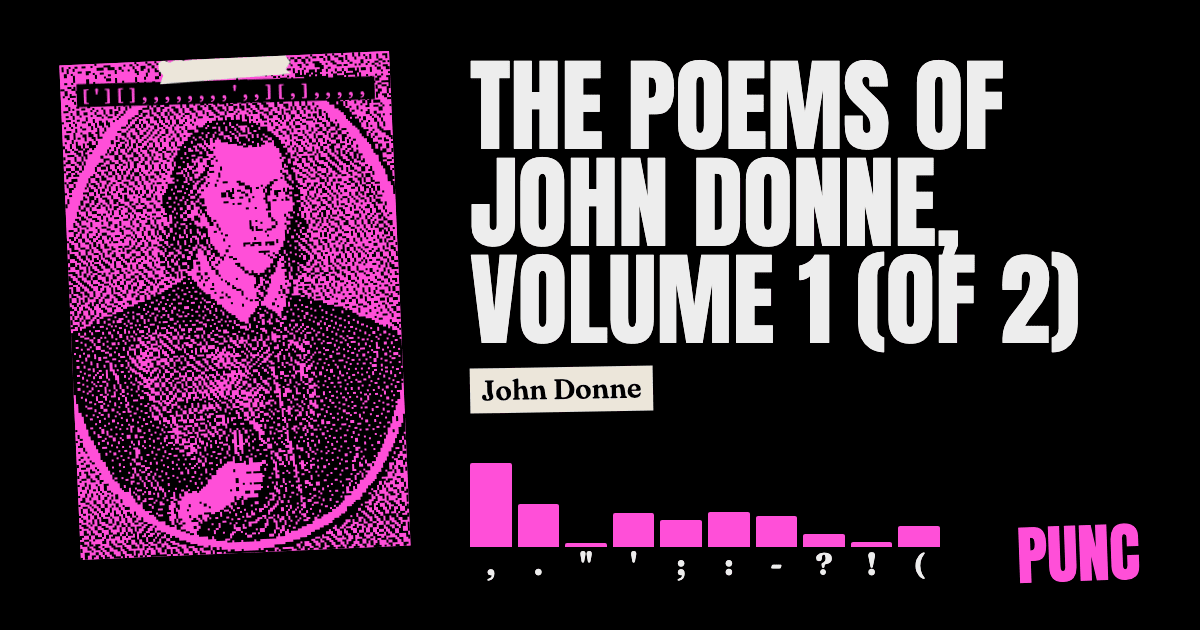 ['][],,,,,,,,',,][,],,,,,
THE POEMS OF
JOHN DONNE,
VOLUME 1 (OF 2)
John Donne
, . " ' ; : - ? ! (
PUNC